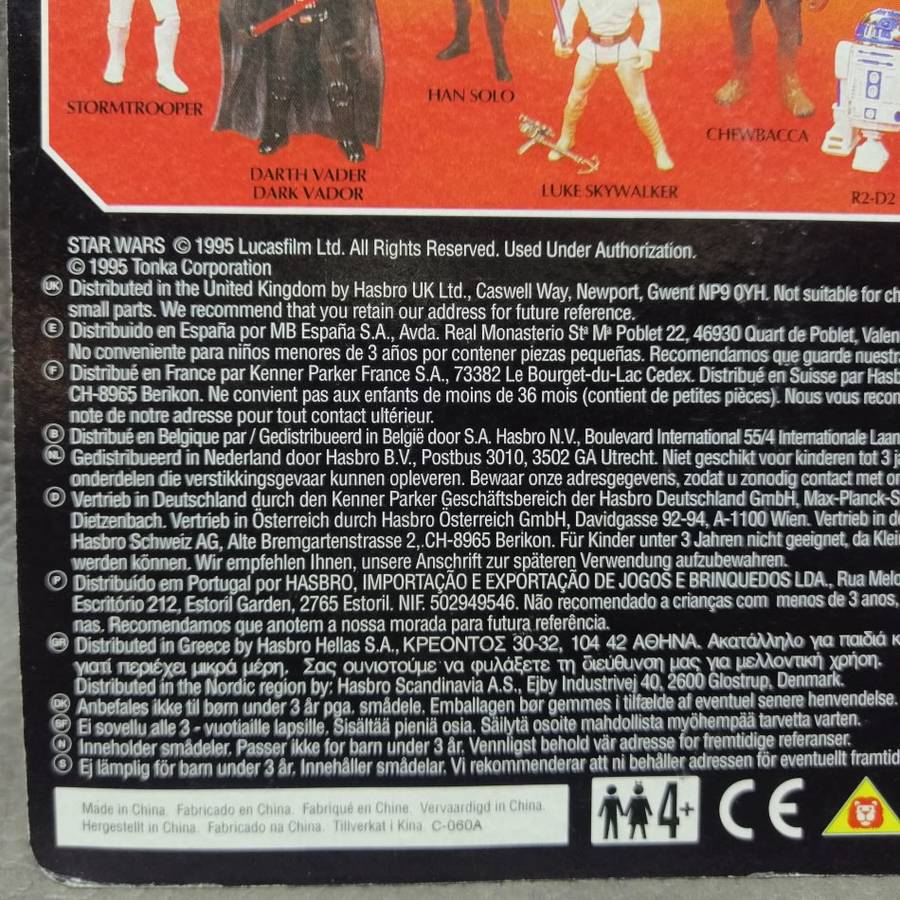 STORMTROOPER
HAN SOLO
CHEWBACCA
DARTH VADER
DARK VADOR
LUKE SKYWALKER
R2-D2
STAR WARS © 1995 Lucasfilm Ltd. All Rights Reserved. Used Under Authorization.
© 1995 Tonka Corporation
UK Distributed in the United Kingdom by Hasbro UK Ltd., Caswell Way, Newport, Gwent NP9 0YH. Not suitable for ch
small parts. We recommend that you retain our address for future reference.
E Distribuido en España por MB España S.A., Avda. Real Monasterio Stª Mª Poblet 22, 46930 Quart de Poblet, Valen
No conveniente para niños menores de 3 años por contener piezas pequeñas. Recomendamos que guarde nuestr
F Distribué en France par Kenner Parker France S.A., 73382 Le Bourget-du-Lac Cedex. Distribué en Suisse par Hasb
CH-8965 Berikon. Ne convient pas aux enfants de moins de 36 mois (contient de petites pièces). Nous vous recon
note de notre adresse pour tout contact ultérieur.
B Distribué en Belgique par / Gedistribueerd in België door S.A. Hasbro N.V., Boulevard International 55/4 Internationale Laan
NL Gedistribueerd in Nederland door Hasbro B.V., Postbus 3010, 3502 GA Utrecht. Niet geschikt voor kinderen tot 3 ja
onderdelen die verstikkingsgevaar kunnen opleveren. Bewaar onze adresgegevens, zodat u zonodig contact met on
D Vertrieb in Deutschland durch den Kenner Parker Geschäftsbereich der Hasbro Deutschland GmbH, Max-Planck-S
Dietzenbach. Vertrieb in Österreich durch Hasbro Österreich GmbH, Davidgasse 92-94, A-1100 Wien. Vertrieb in de
Hasbro Schweiz AG, Alte Bremgartenstrasse 2, CH-8965 Berikon. Für Kinder unter 3 Jahren nicht geeignet, da Klei
werden können. Wir empfehlen Ihnen, unsere Anschrift zur späteren Verwendung aufzubewahren.
P Distribuído em Portugal por HASBRO, IMPORTAÇÃO E EXPORTAÇÃO DE JOGOS E BRINQUEDOS LDA., Rua Melo
Escritório 212, Estoril Garden, 2765 Estoril. NIF. 502949546. Não recomendado a crianças com menos de 3 anos,
nas. Recomendamos que anotem a nossa morada para futura referência.
GR Distributed in Greece by Hasbro Hellas S.A., ΚΡΕΟΝΤΟΣ 30-32, 104 42 ΑΘΗΝΑ. Ακατάλληλο για παιδιά κ
γιατί περιέχει μικρά μέρη. Σας συνιστούμε να φυλάξετε τη διεύθυνση μας για μελλοντική χρήση.
Distributed in the Nordic region by: Hasbro Scandinavia A.S., Ejby Industrivej 40, 2600 Glostrup, Denmark.
DK Anbefales ikke til børn under 3 år pga. smådele. Emballagen bør gemmes i tilfælde af eventuel senere henvendelse.
SF Ei sovellu alle 3 - vuotiaille lapsille. Sisältää pieniä osia. Säilytä osoite mahdollista myöhempää tarvetta varten.
N Inneholder smådeler. Passer ikke for barn under 3 år. Vennligst behold vår adresse for fremtidige referanser.
S Ej lämplig för barn under 3 år. Innehåller smådelar. Vi rekommenderar att ni behåller adressen för eventuellt framtid
Made in China. Fabricado en China. Fabriqué en Chine. Vervaardigd in China.
Hergestellt in China. Fabricado na China. Tillverkat i Kina. C-060A
4+
CE